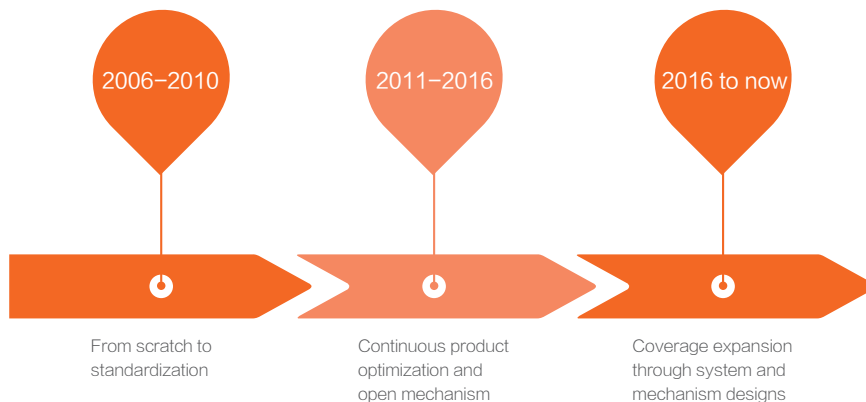 2006–2010
2011–2016
2016 to now
From scratch to
standardization
Continuous product
optimization and
open mechanism
Coverage expansion
through system and
mechanism designs